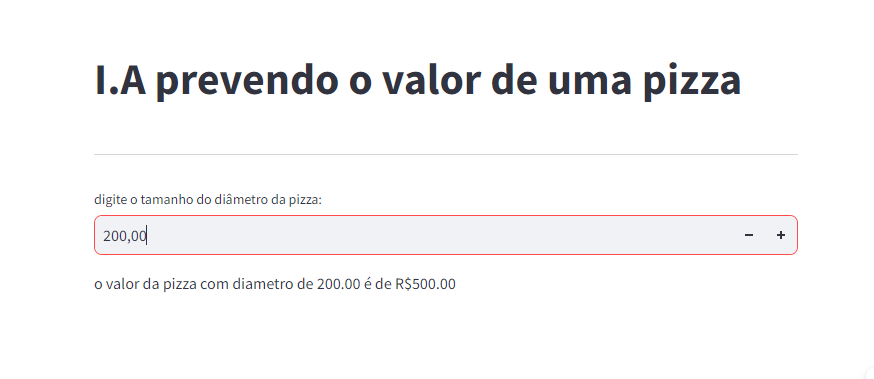 I.A prevendo o valor de uma pizza
digite o tamanho do diâmetro da pizza:
200,00
o valor da pizza com diametro de 200.00 é de R$500.00